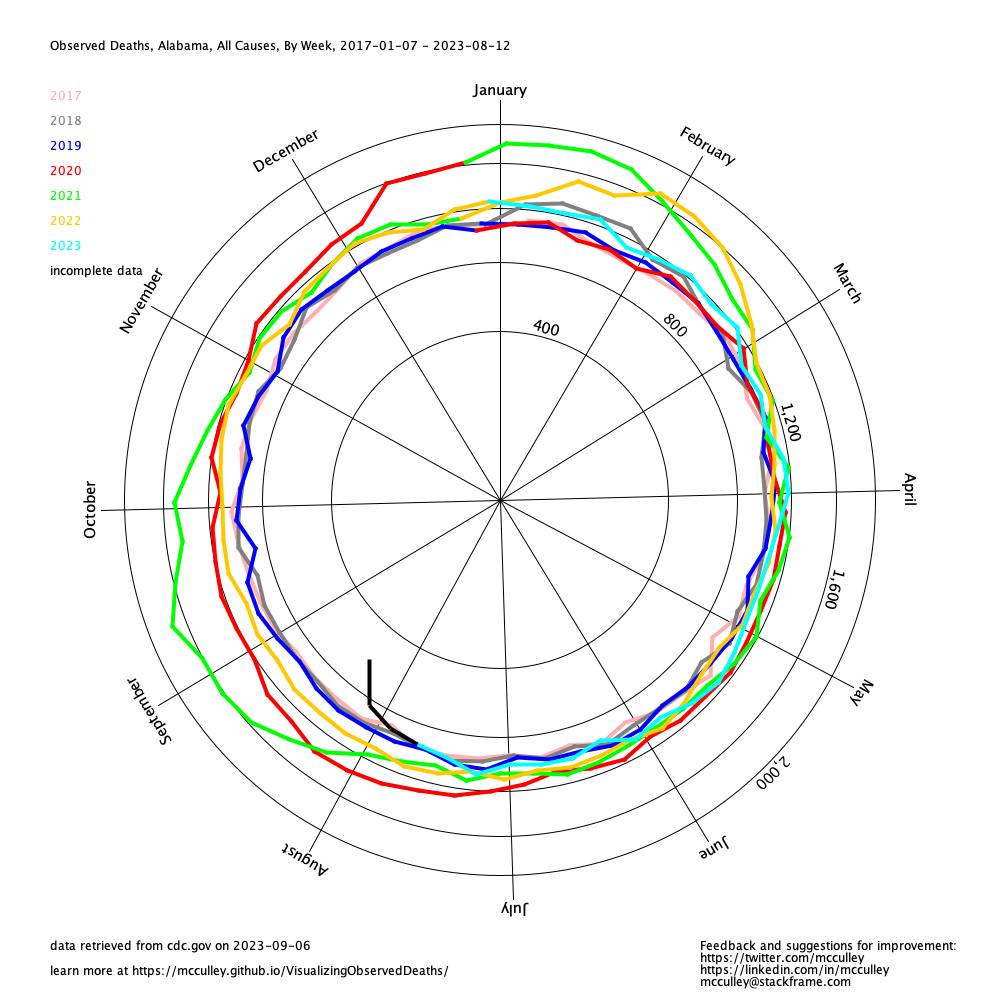 Observed Deaths, Alabama, All Causes, By Week, 2017-01-07 - 2023-08-12
January
2017
2018
2019
2020
2021
2022
2023
incomplete data
December
February
November
March
400
800
1,200
April
October
1,600
May
September
2,000
June
August
July
data retrieved from cdc.gov on 2023-09-06
learn more at https://mcculley.github.io/VisualizingObservedDeaths/
Feedback and suggestions for improvement:
https://twitter.com/mcculley
https://linkedin.com/in/mcculley
mcculley@stackframe.com